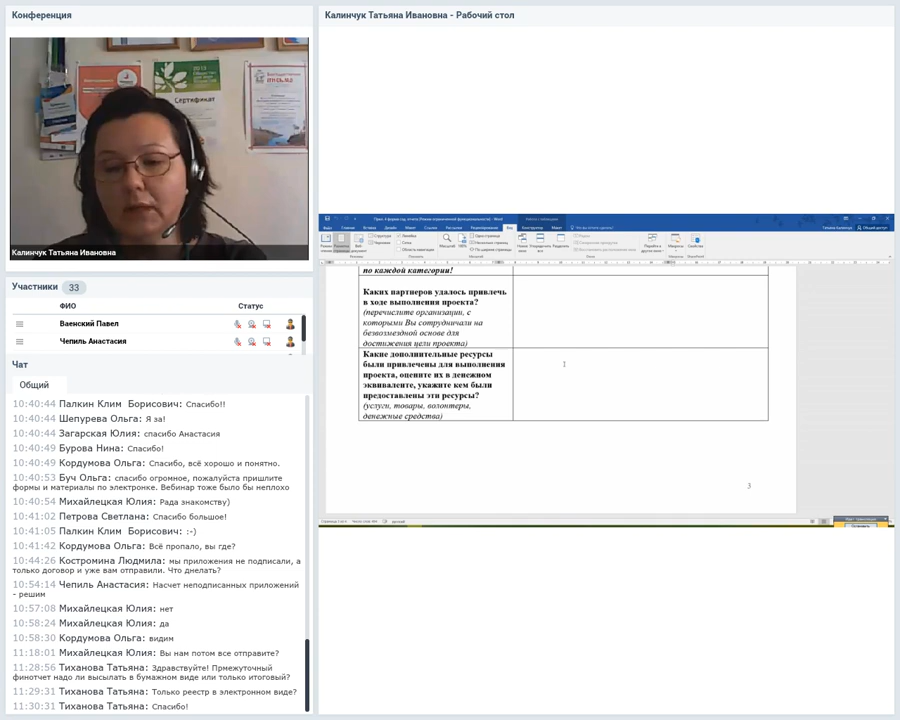 Конференция
Сертификат
Калинчук Татьяна Ивановна
Участники 33
ФИО Статус
Ваенский Павел
Чепиль Анастасия
Чат
Общий
10:40:44 Палкин Клим Борисович: Спасибо!!
10:40:44 Шепурева Ольга: Я за!
10:40:44 Загарская Юлия: спасибо Анастасия
10:40:49 Бурова Нина: Спасибо!
10:40:49 Кордумова Ольга: Спасибо, всё хорошо и понятно.
10:40:53 Буч Ольга: спасибо огромное, пожалуйста пришлите
формы и материалы по электронке. Вебинар тоже было бы неплохо
10:40:54 Михайлецкая Юлия: Рада знакомству)
10:41:02 Петрова Светлана: Спасибо большое!
10:41:05 Палкин Клим Борисович: :-)
10:41:42 Кордумова Ольга: Всё пропало, вы где?
10:44:26 Костромина Людмила: мы приложения не подписали, а
только договор и уже вам отправили. Что днелать?
10:54:14 Чепиль Анастасия: Насчет неподписанных приложений
- решим
10:57:08 Михайлецкая Юлия: нет
10:58:24 Михайлецкая Юлия: да
10:58:30 Кордумова Ольга: видим
11:18:01 Михайлецкая Юлия: Вы нам потом все отправите?
11:28:56 Тиханова Татьяна: Здравствуйте! Прмежуточный
финотчет надо ли высылать в бумажном виде или только итоговый?
11:29:31 Тиханова Татьяна: Только реестр в электронном виде?
11:30:31 Тиханова Татьяна: Спасибо!
Калинчук Татьяна Ивановна - Рабочий стол
по каждой категории!
Каких партнеров удалось привлечь
в ходе выполнения проекта?
(перечислите организации, с
которыми Вы сотрудничали на
безвозмездной основе для
достижения цели проекта)
Какие дополнительные ресурсы
были привлечены для выполнения
проекта, оцените их в денежном
эквиваленте, укажите кем были
предоставлены эти ресурсы?
(услуги, товары, волонтеры,
денежные средства)
3